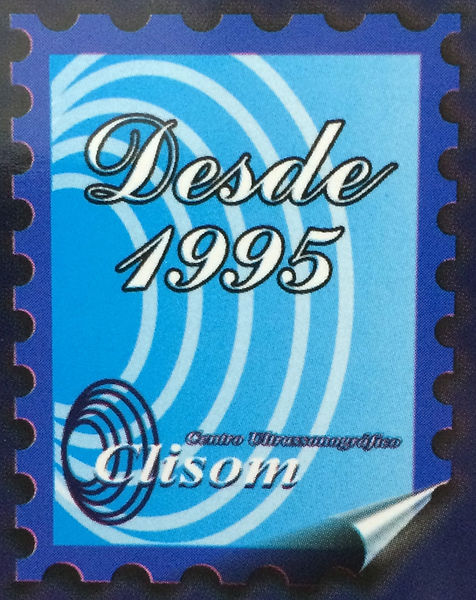 Desde
1995
Centro Ultrassonográfico
Clisom